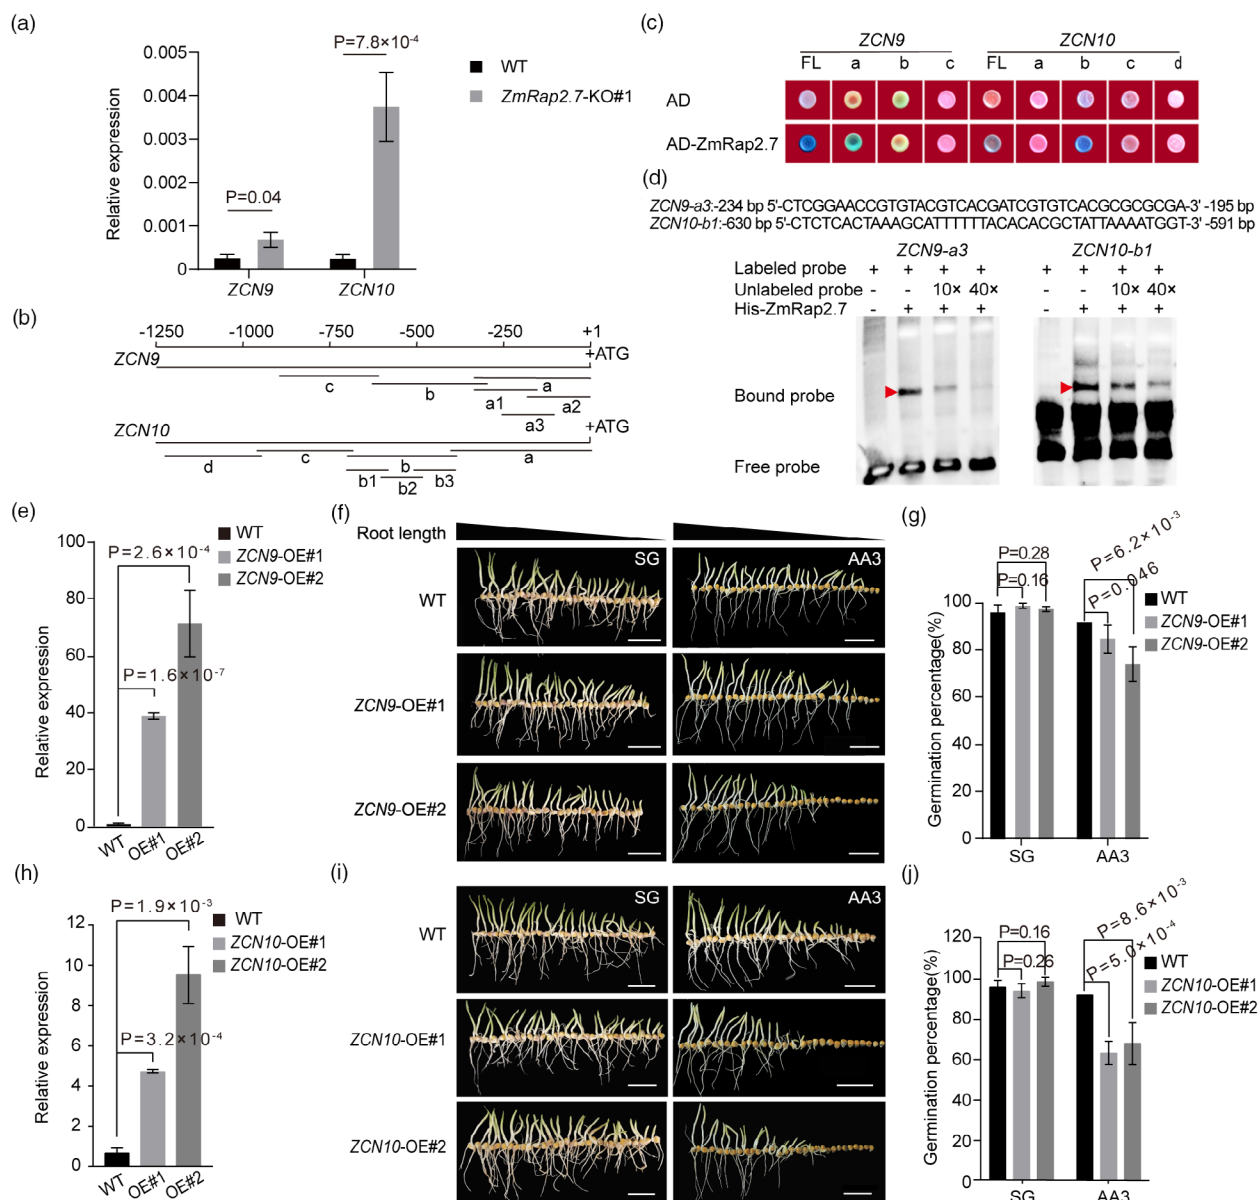 (a)
P=7.8×10⁻⁴
P=0.04
0.005
0.004
0.003
0.002
0.001
0
Relative expression
ZCN9 ZCN10
WT
ZmRap2.7-KO#1
(b)
-1250 -1000 -750 -500 -250 +1
ZCN9
+ATG
c b a
a1 a2
a3
ZCN10
+ATG
d c b a
b1 b2 b3
(c)
ZCN9 ZCN10
FL a b c FL a b c d
AD
AD-ZmRap2.7
(d)
ZCN9-a3:-234 bp 5'-CTCGGAACCGTGTACGTCACGATCGTGTCACGCGCGCGA-3' -195 bp
ZCN10-b1:-630 bp 5'-CTCTCACTAAAGCATTTTTTACACACGCTATTAAAATGGT-3' -591 bp
ZCN9-a3 ZCN10-b1
Labeled probe + + + + + + + +
Unlabeled probe - - 10× 40× - - 10× 40×
His-ZmRap2.7 - + + + - + + +
Bound probe
Free probe
(e)
WT
ZCN9-OE#1
ZCN9-OE#2
P=2.6×10⁻⁴
P=1.6×10⁻⁷
100
80
60
40
20
0
Relative expression
WT OE#1 OE#2
(f)
Root length
SG AA3
WT
ZCN9-OE#1
ZCN9-OE#2
(g)
P=0.28
P=0.16
P=6.2×10⁻³
P=0.046
WT
ZCN9-OE#1
ZCN9-OE#2
100
80
60
40
20
0
Germination percentage(%)
SG AA3
(h)
WT
ZCN10-OE#1
ZCN10-OE#2
P=1.9×10⁻³
P=3.2×10⁻⁴
12
10
8
6
4
2
0
Relative expression
WT OE#1 OE#2
(i)
SG AA3
WT
ZCN10-OE#1
ZCN10-OE#2
(j)
P=0.16
P=0.26
P=8.6×10⁻³
P=5.0×10⁻⁴
WT
ZCN10-OE#1
ZCN10-OE#2
120
100
80
60
40
20
0
Germination percentage(%)
SG AA3